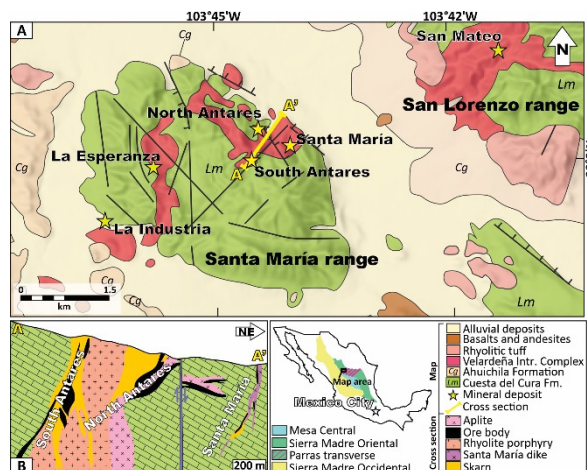 103°45'W
103°42'W
A
Cg
San Mateo
N
Lm
North Antares
A'
San Lorenzo range
Santa María
La Esperanza
Lm
South Antares
Cg
A
La Industria
Santa María range
0
1.5
km
Cg
Cg
Lm
A
NE
A'
South Antares
North Antares
Santa María
B
200 m
Map area
Mexico City
Mesa Central
Sierra Madre Oriental
Parras transverse
Sierra Madre Occidental
Map
Alluvial deposits
Basalts and andesites
Rhyolitic tuff
Velardeña Intr. Complex
Cg Ahuichila Formation
Lm Cuesta del Cura Fm.
Mineral deposit
Cross section
Cross section
Aplite
Ore body
Rhyolite porphyry
Santa María dike
Skarn